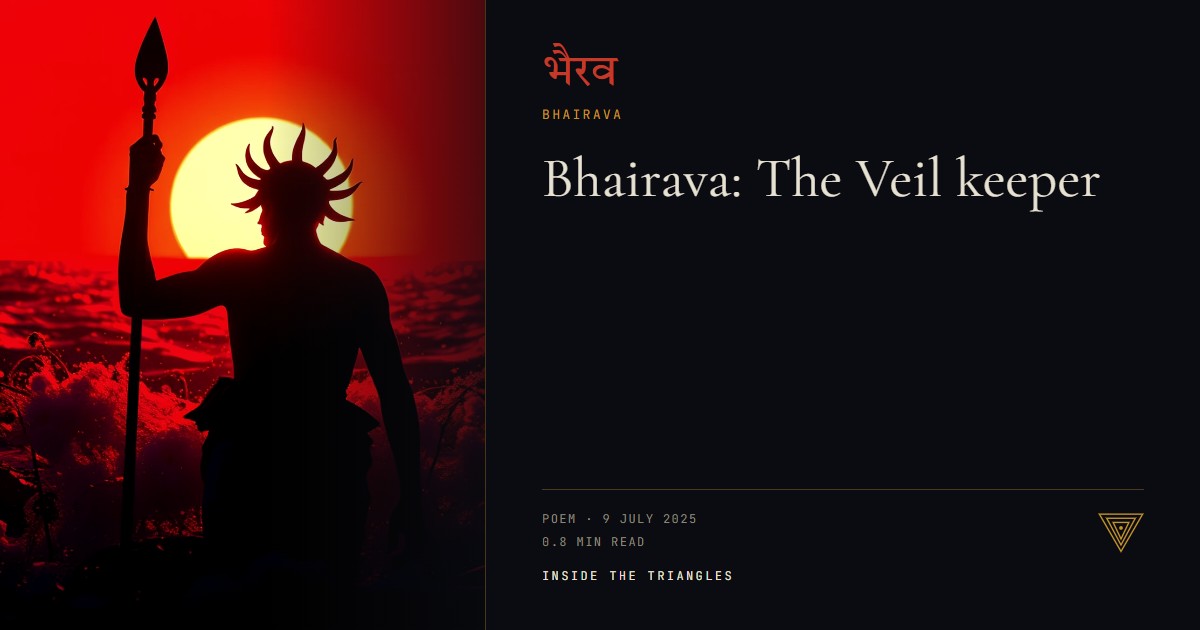 भैरव
BHAIRAVA
Bhairava: The Veil keeper
POEM · 9 JULY 2025
0.8 MIN READ
INSIDE THE TRIANGLES